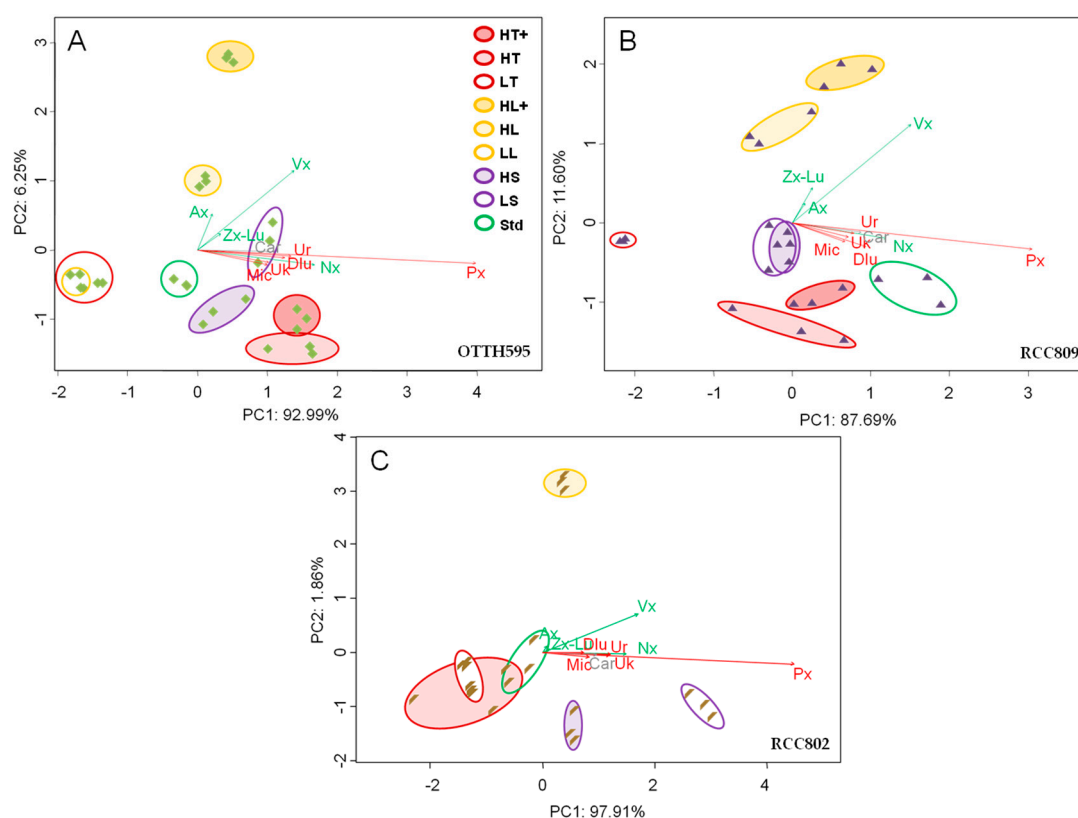 A
HT+
HT
LT
HL+
HL
LL
HS
LS
Std
3
2
1
0
-1
PC2: 6.25%
Vx
Ax
Zx-Lu
Car
Ur
Mic
Uk
Dlu
Nx
Px
OTTH595
-2
-1
0
1
2
3
4
PC1: 92.99%
B
2
1
0
-1
PC2: 11.60%
Vx
Zx-Lu
Ax
Ur
Car
Mic
Uk
Nx
Dlu
Px
RCC809
-2
-1
0
1
2
3
PC1: 87.69%
C
4
3
2
1
0
-1
-2
PC2: 1.86%
Vx
Ax
Zx-Lu
Dlu
Ur
Nx
Mic
Car
Uk
Px
RCC802
-2
0
2
4
PC1: 97.91%